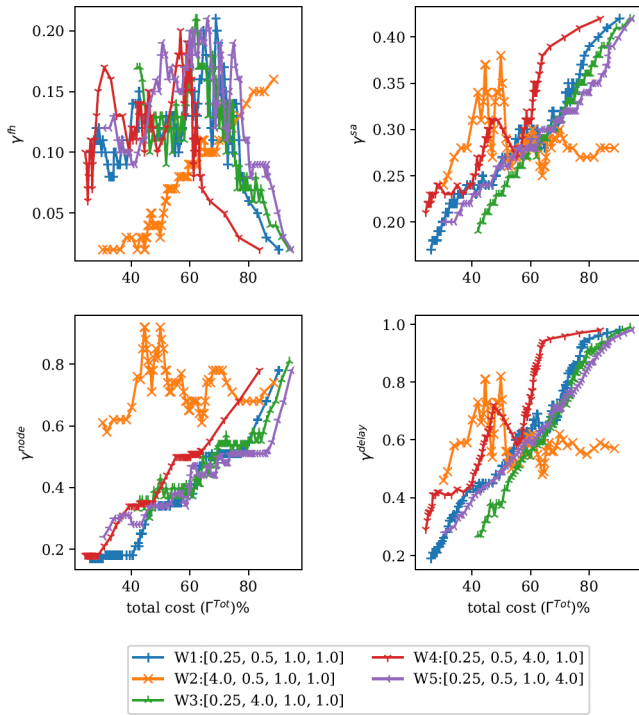 0.20
0.15
0.10
0.05
γ^fh
40 60 80
0.40
0.35
0.30
0.25
0.20
γ^sa
40 60 80
0.8
0.6
0.4
0.2
γ^node
40 60 80
total cost (Γ^Tot)%
1.0
0.8
0.6
0.4
0.2
γ^delay
40 60 80
total cost (Γ^Tot)%
W1:[0.25, 0.5, 1.0, 1.0]
W2:[4.0, 0.5, 1.0, 1.0]
W3:[0.25, 4.0, 1.0, 1.0]
W4:[0.25, 0.5, 4.0, 1.0]
W5:[0.25, 0.5, 1.0, 4.0]